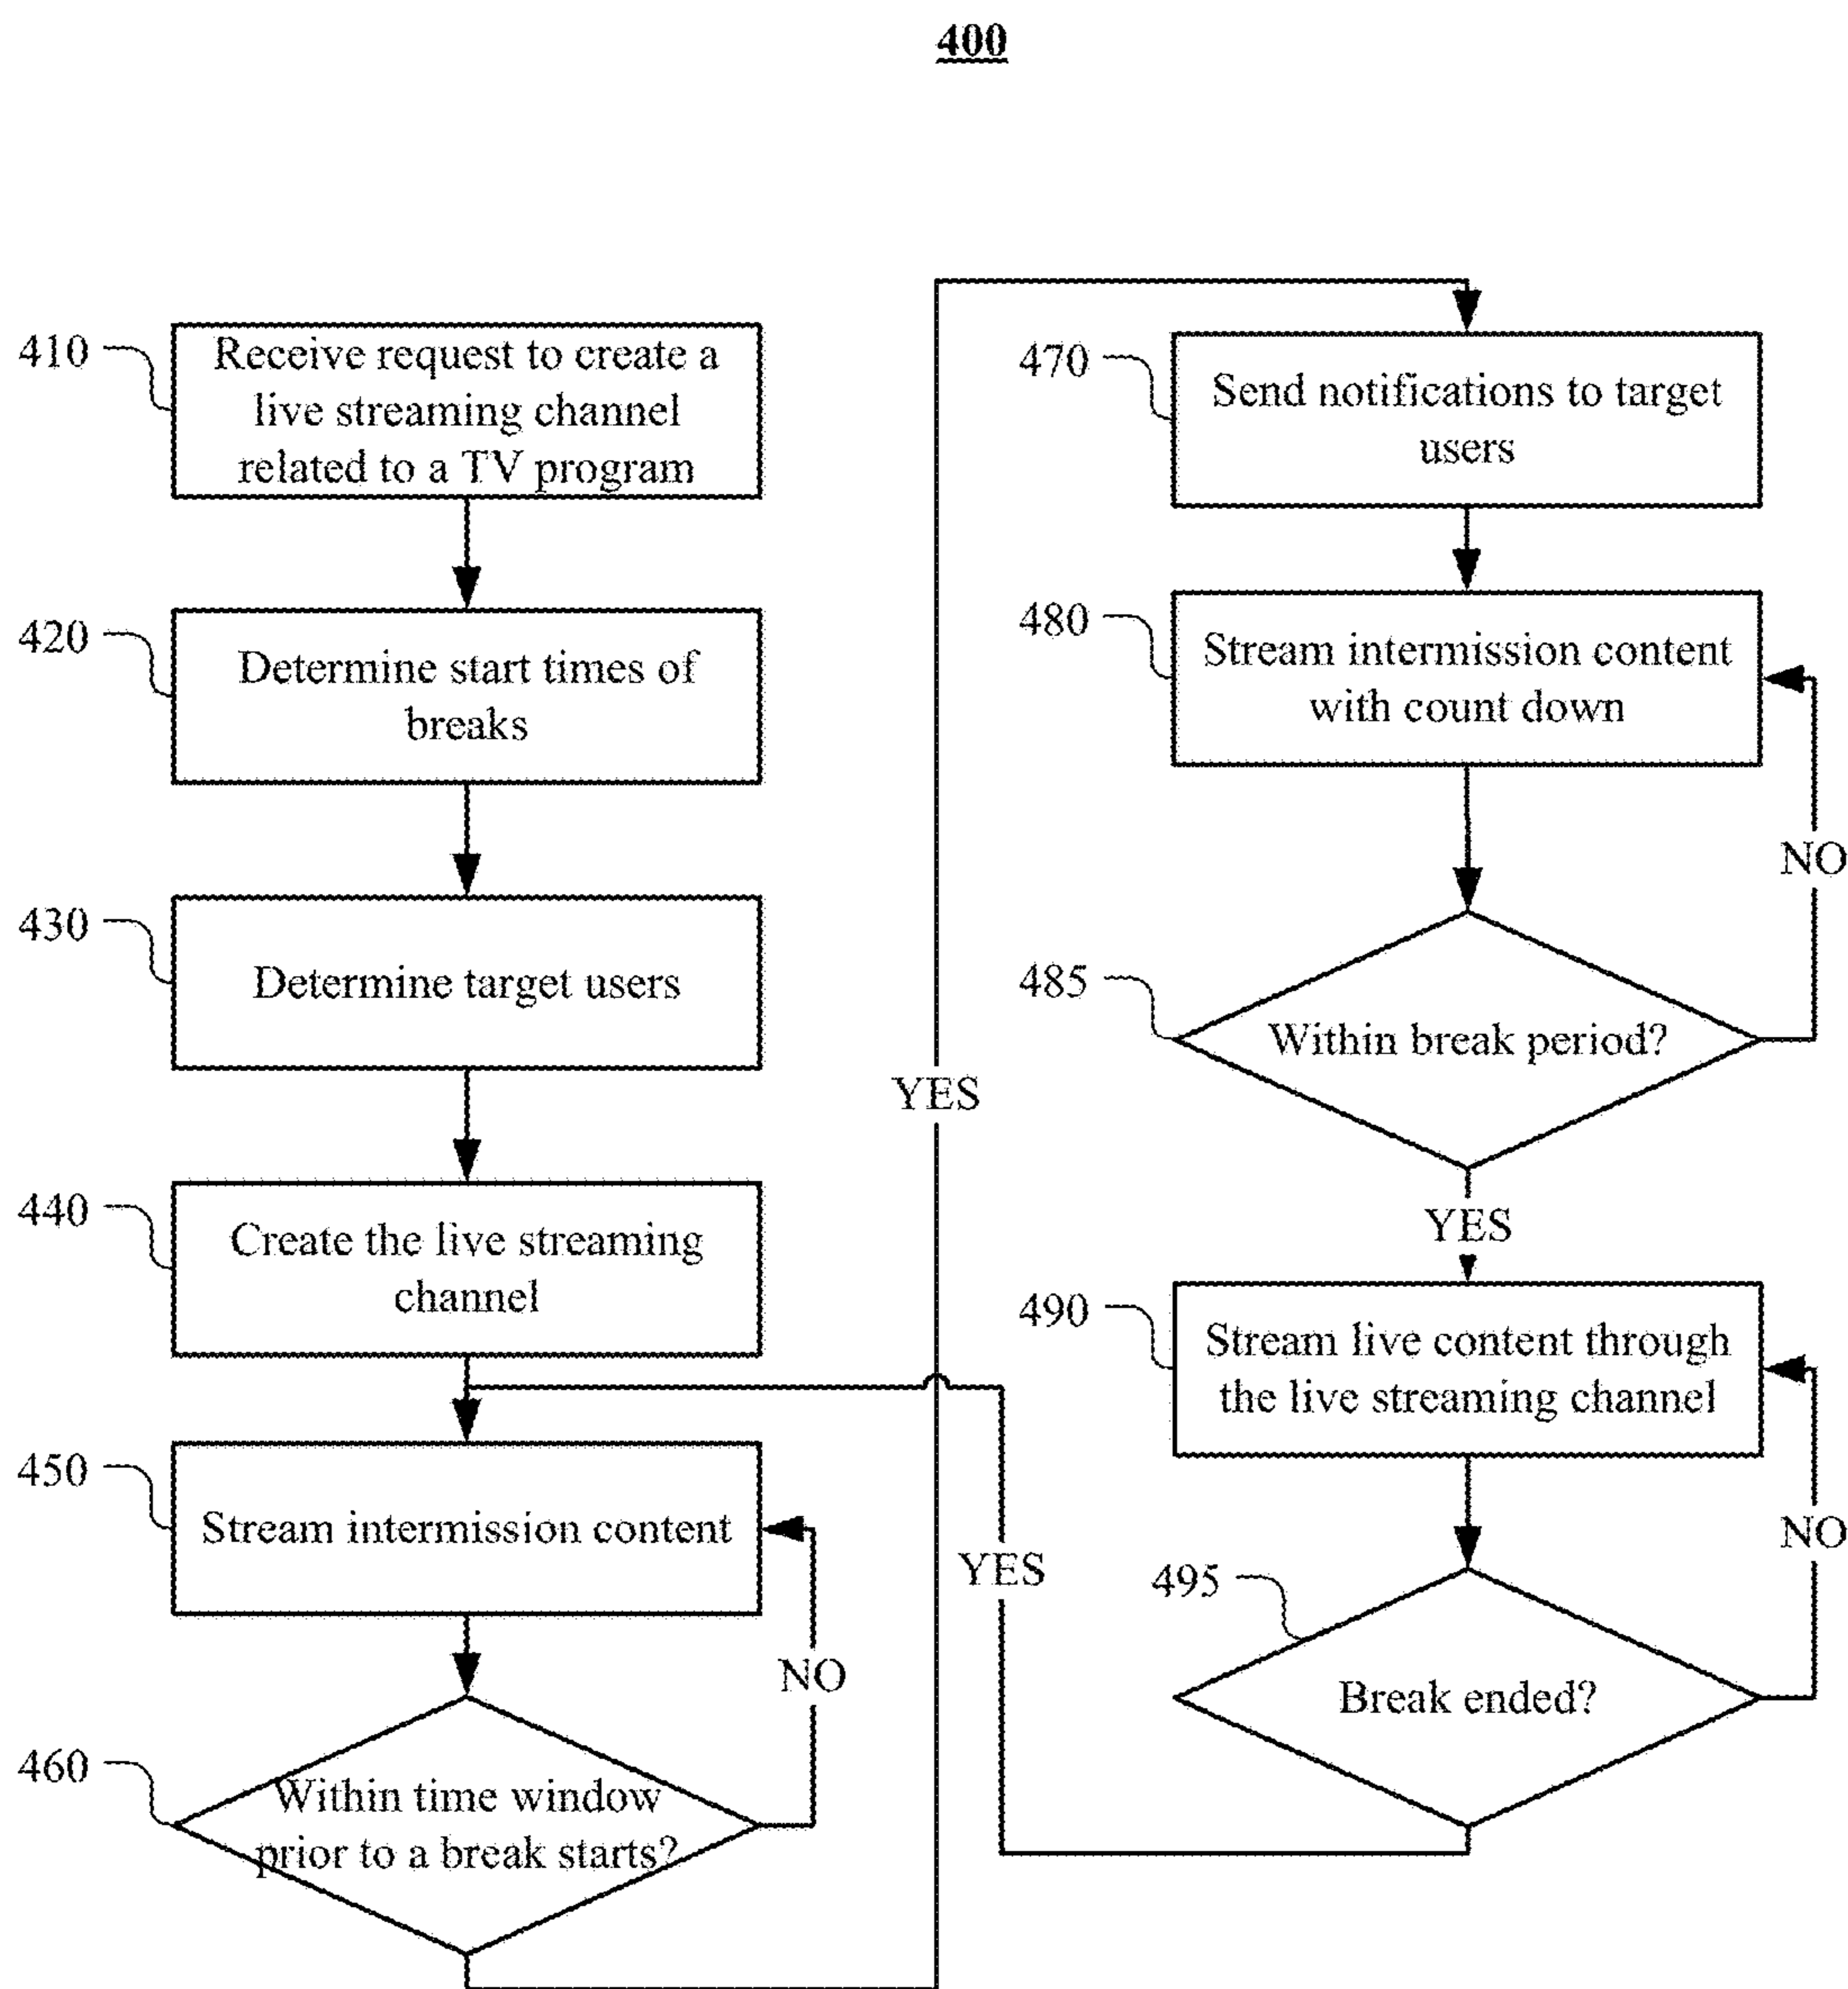 400
410
Receive request to create a
live streaming channel
related to a TV program
420
Determine start times of
breaks
430
Determine target users
440
Create the live streaming
channel
450
Stream intermission content
NO
460
Within time window
prior to a break starts?
YES
470
Send notifications to target
users
480
Stream intermission content
with count down
NO
485
Within break period?
YES
490
Stream live content through
the live streaming channel
NO
495
Break ended?
YES